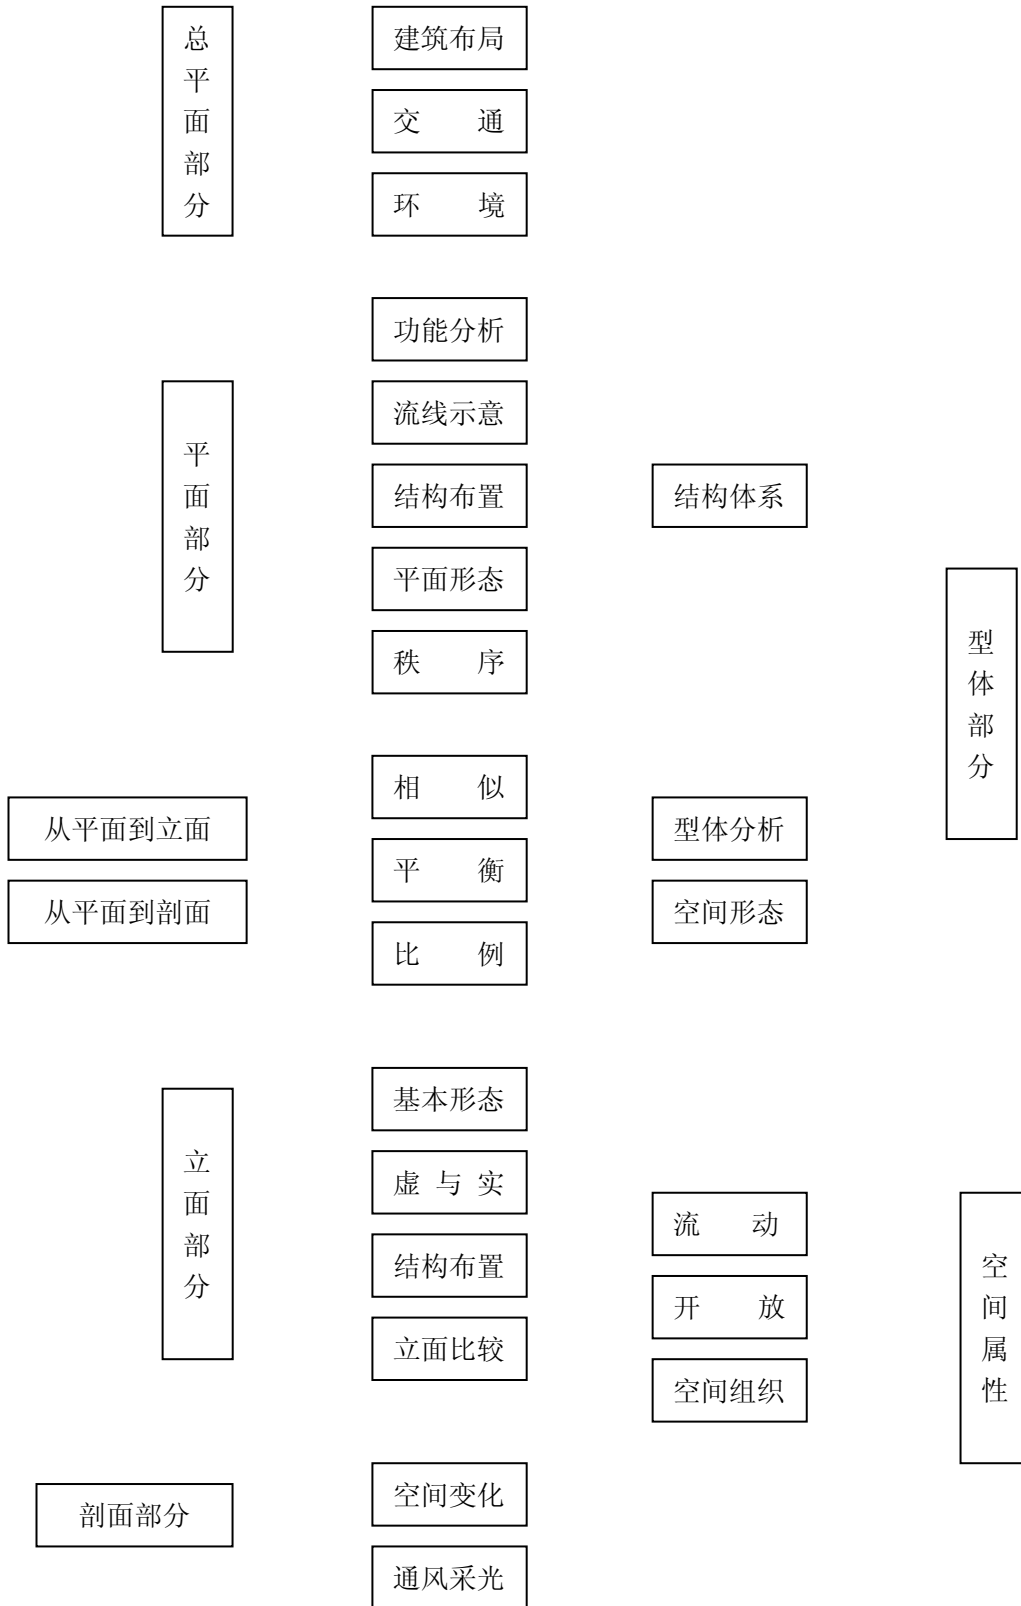 总平面部分
建筑布局
交 通
环 境
功能分析
平面部分
流线示意
结构布置
结构体系
平面形态
秩 序
型体部分
相 似
从平面到立面
型体分析
平 衡
从平面到剖面
空间形态
比 例
基本形态
立面部分
虚 与 实
流 动
结构布置
开 放
立面比较
空间组织
空间属性
空间变化
剖面部分
通风采光